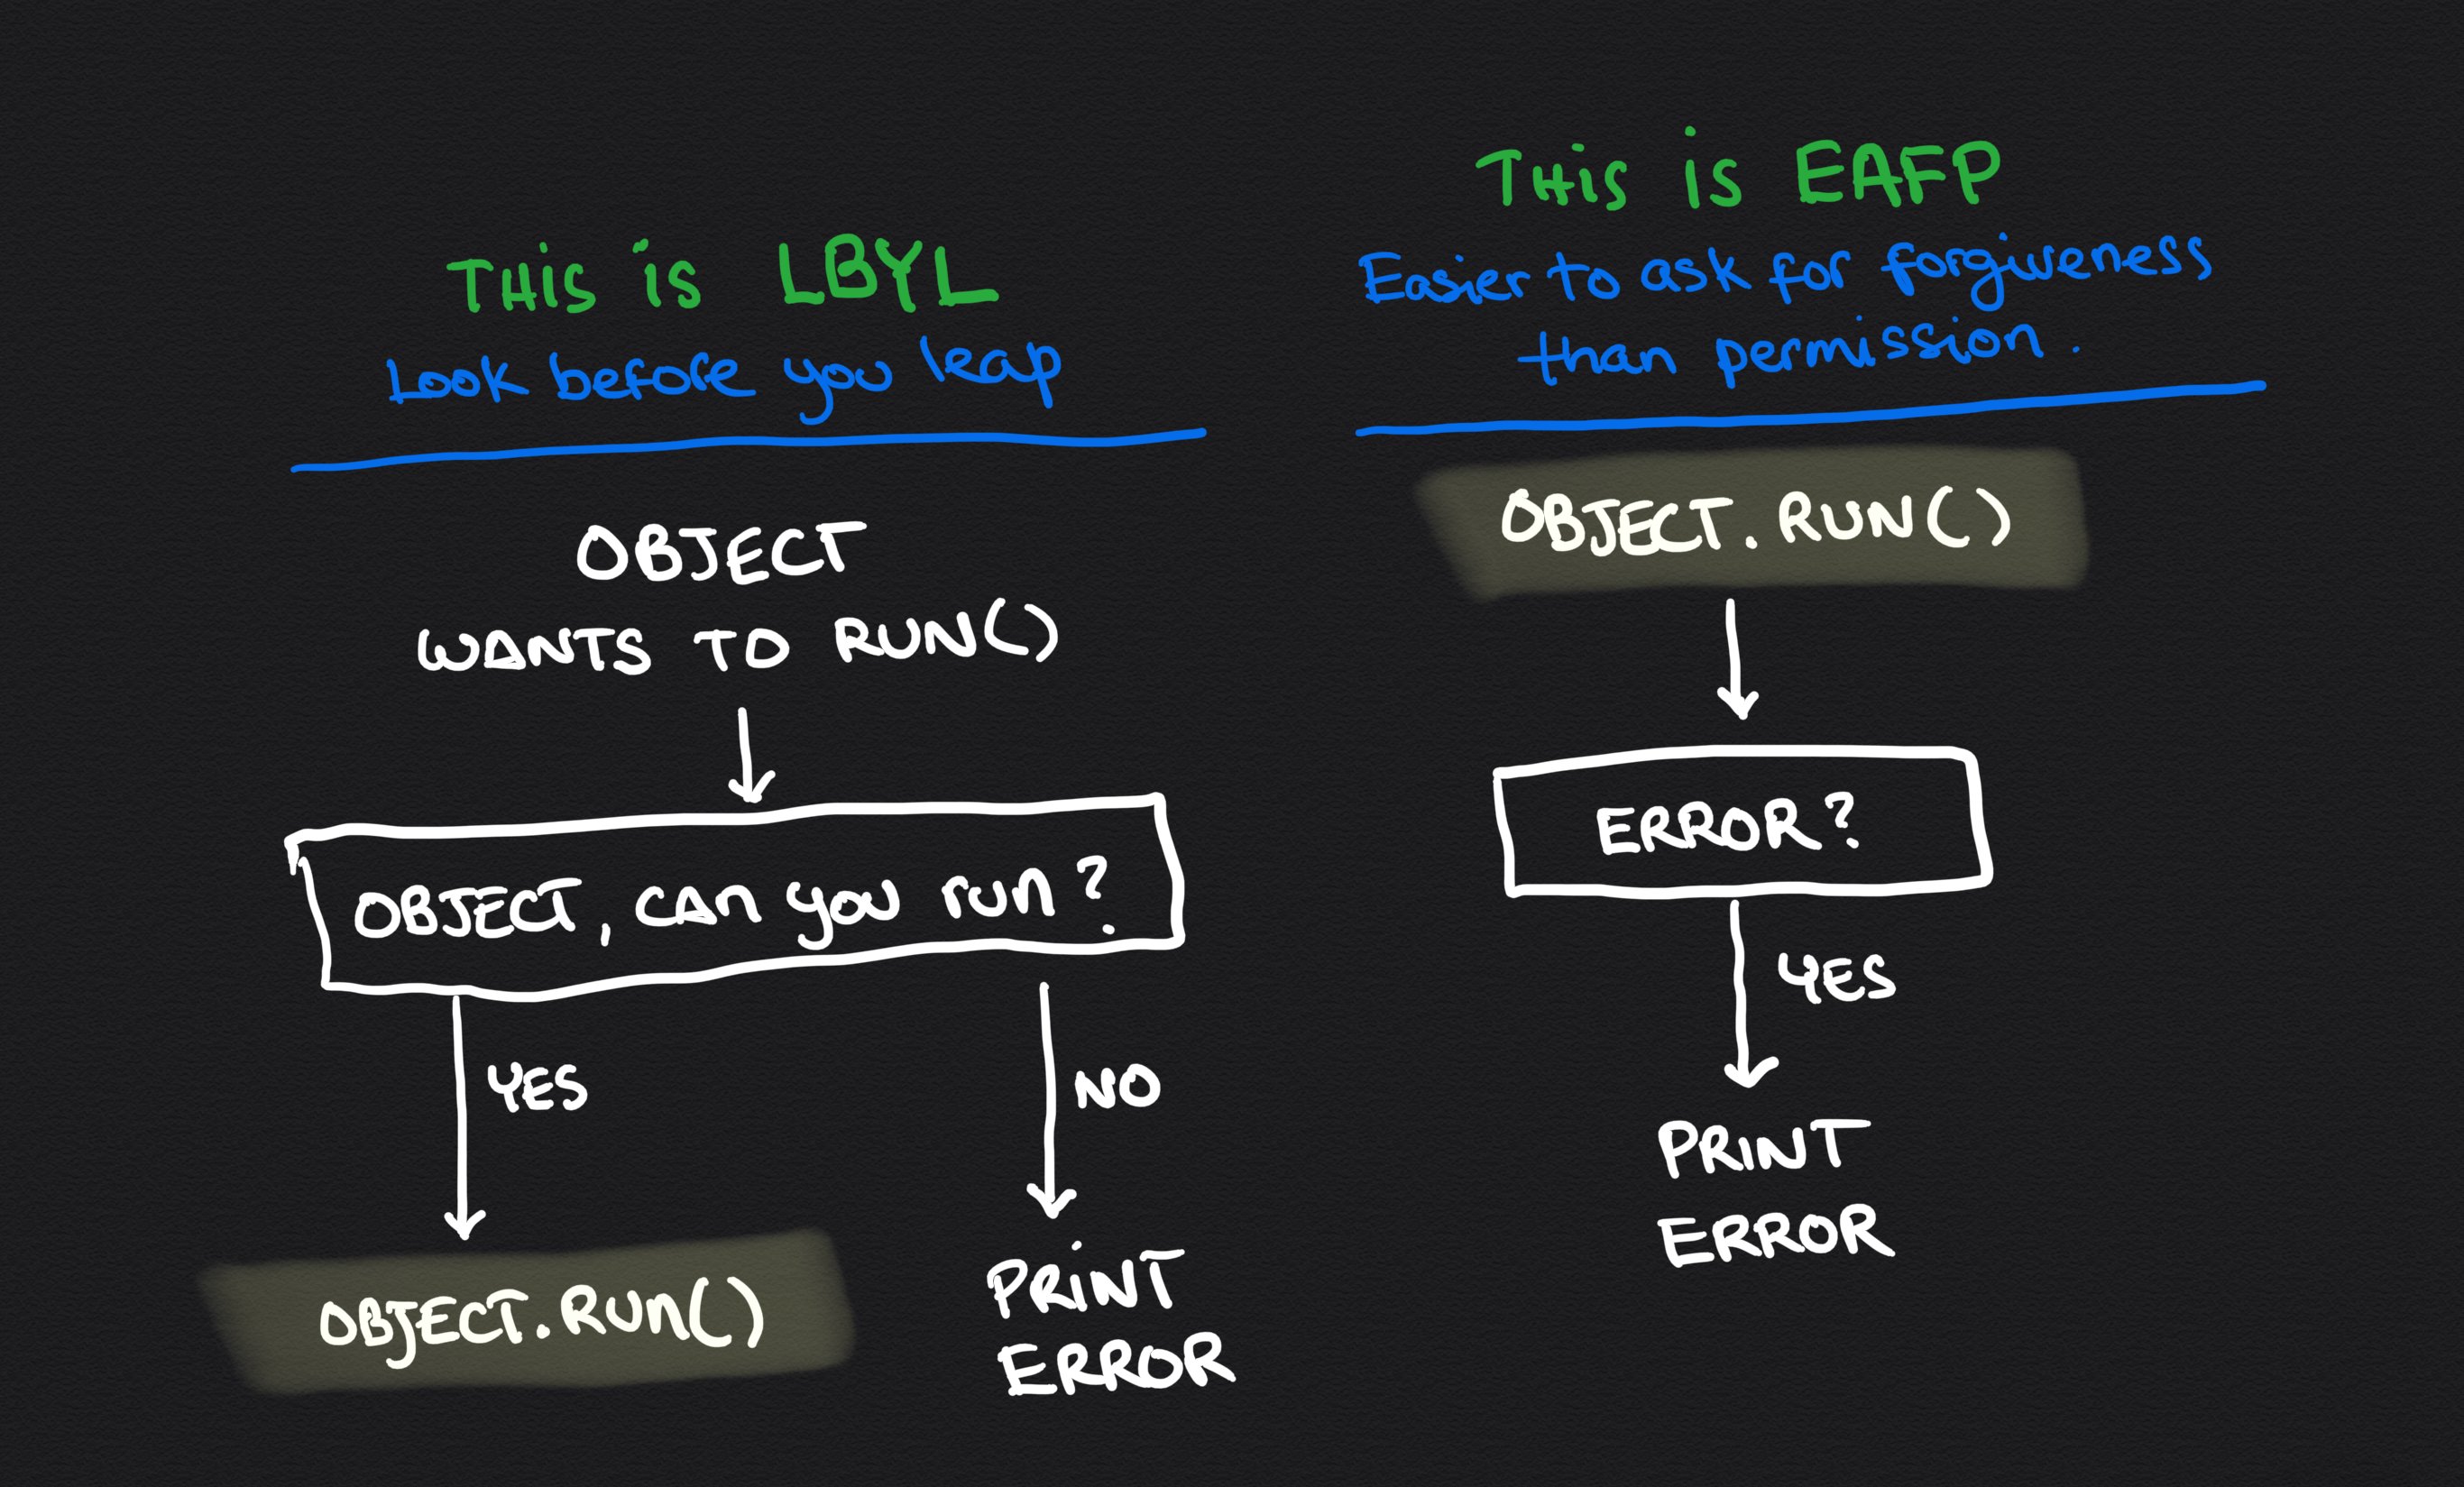 THiS iS LBYL
Look before you leap
OBJECT
WANTS TO RUN()
OBJECT, CAn you run?
YES
NO
OBJECT.RUn()
PRiNT
ERROR
THiS iS EAFP
Easier to ask for forgiveness
than permission.
OBJECT.RUN()
ERROR?
YES
PRINT
ERROR